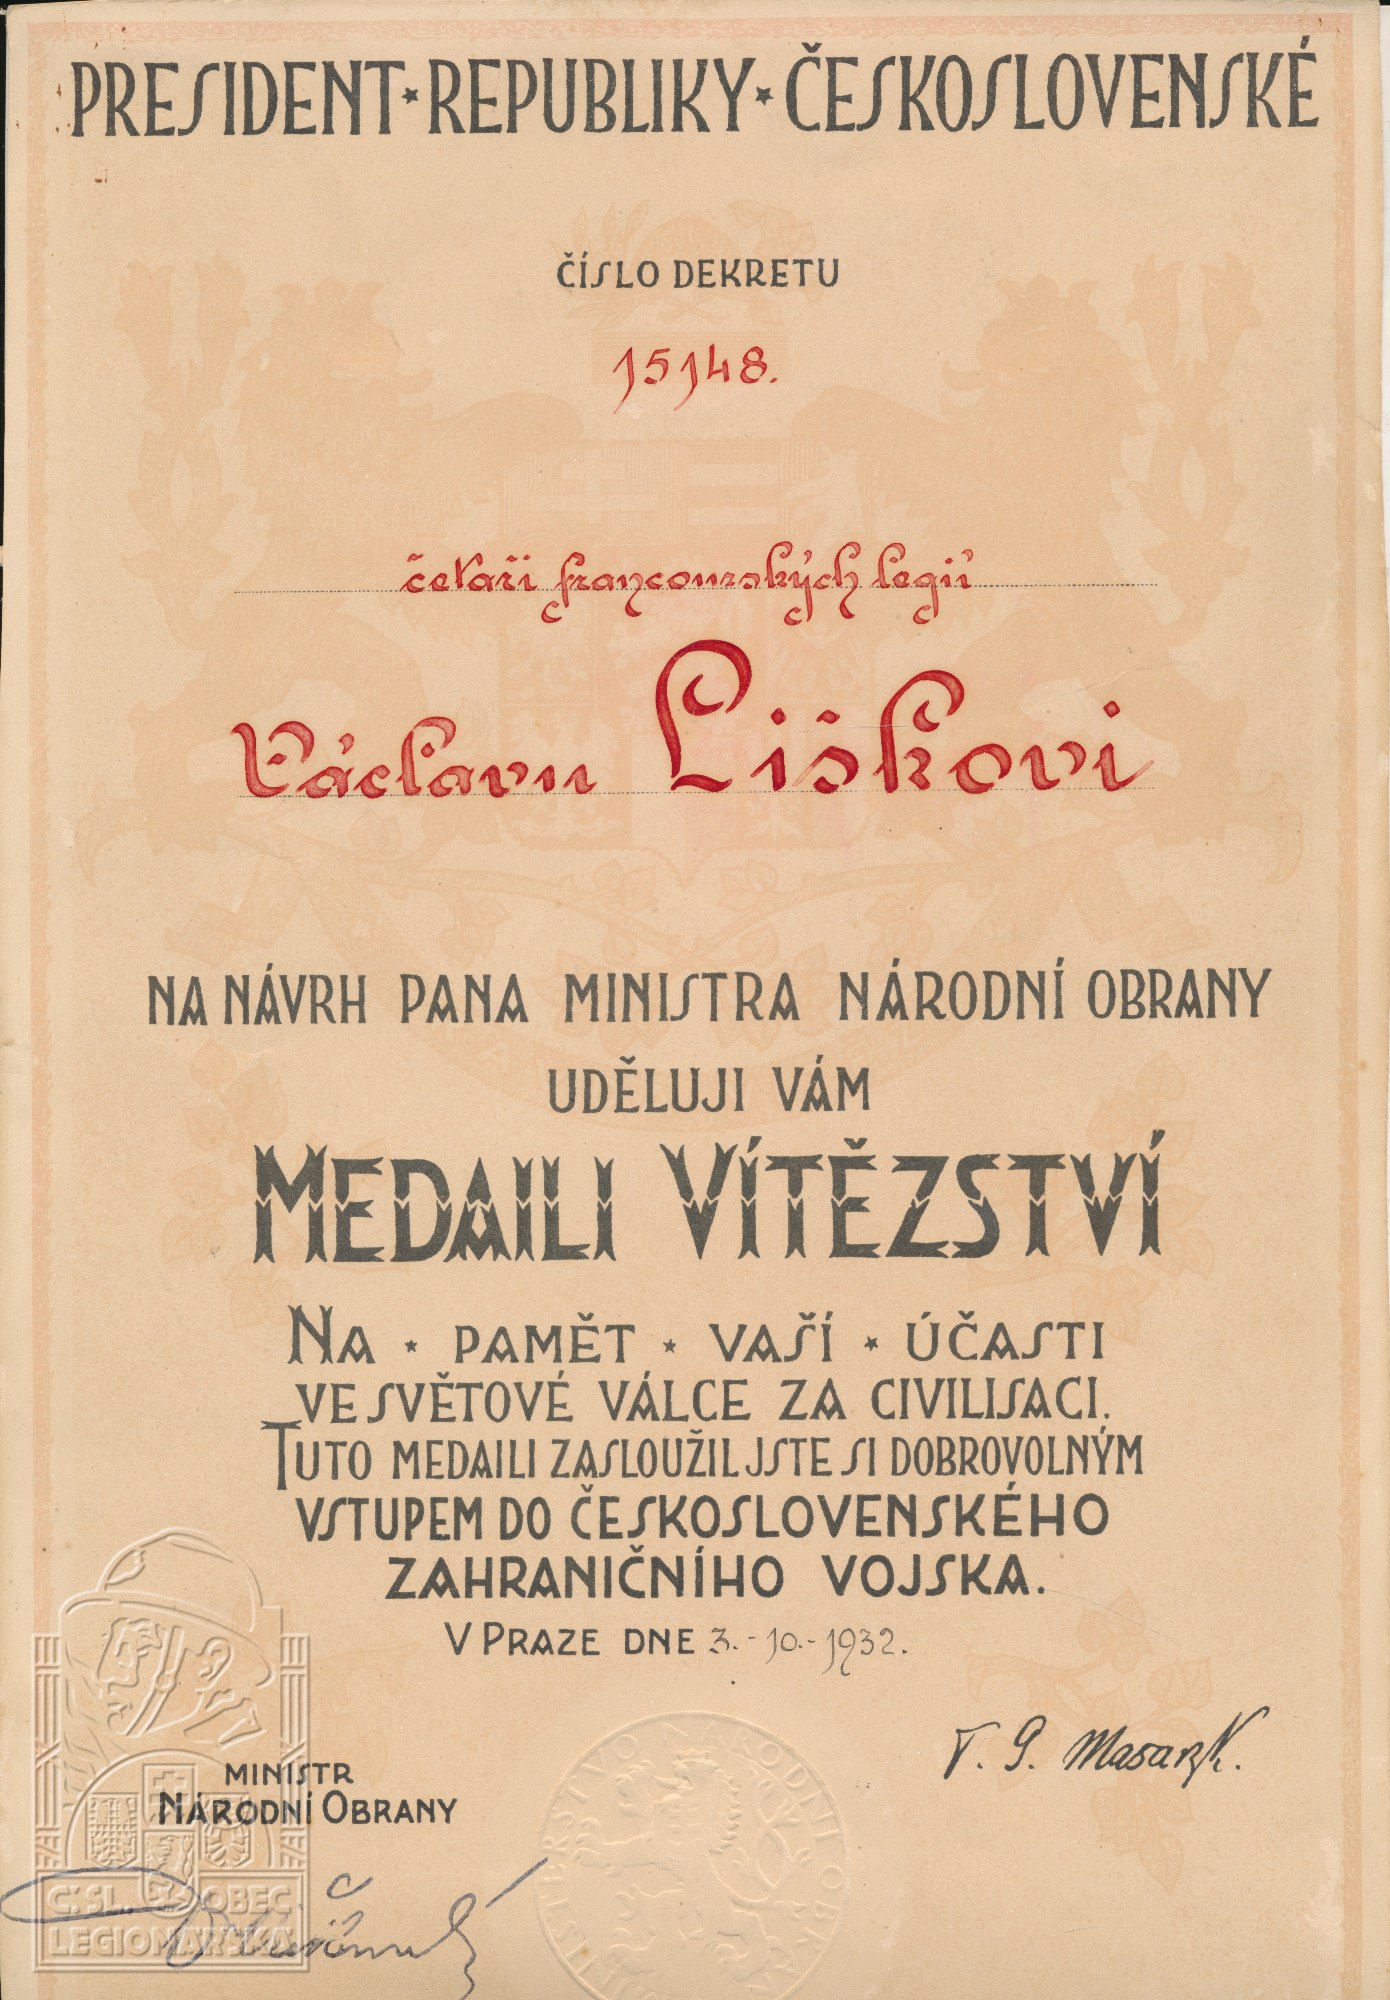 PRESIDENT ⋆ REPUBLIKY ⋆ ČESKOSLOVENSKÉ
ČÍSLO DEKRETU
15148.
četaři francouzských legií
Václavu Liškovi
NA NÁVRH PANA MINISTRA NÁRODNÍ OBRANY
UDĚLUJI VÁM
MEDAILI VÍTĚZSTVÍ
NA ⋆ PAMĚT ⋆ VAŠÍ ⋆ ÚČASTI
VE SVĚTOVÉ VÁLCE ZA CIVILISACI.
TUTO MEDAILI ZASLOUŽIL JSTE SI DOBROVOLNÝM
VSTUPEM DO ČESKOSLOVENSKÉHO
ZAHRANIČNÍHO VOJSKA.
V PRAZE DNE 3.-10.-1932.
T. G. Masaryk.
MINISTR
NÁRODNÍ OBRANY
Č.SL. OBEC
LEGIONÁŘSKÁ